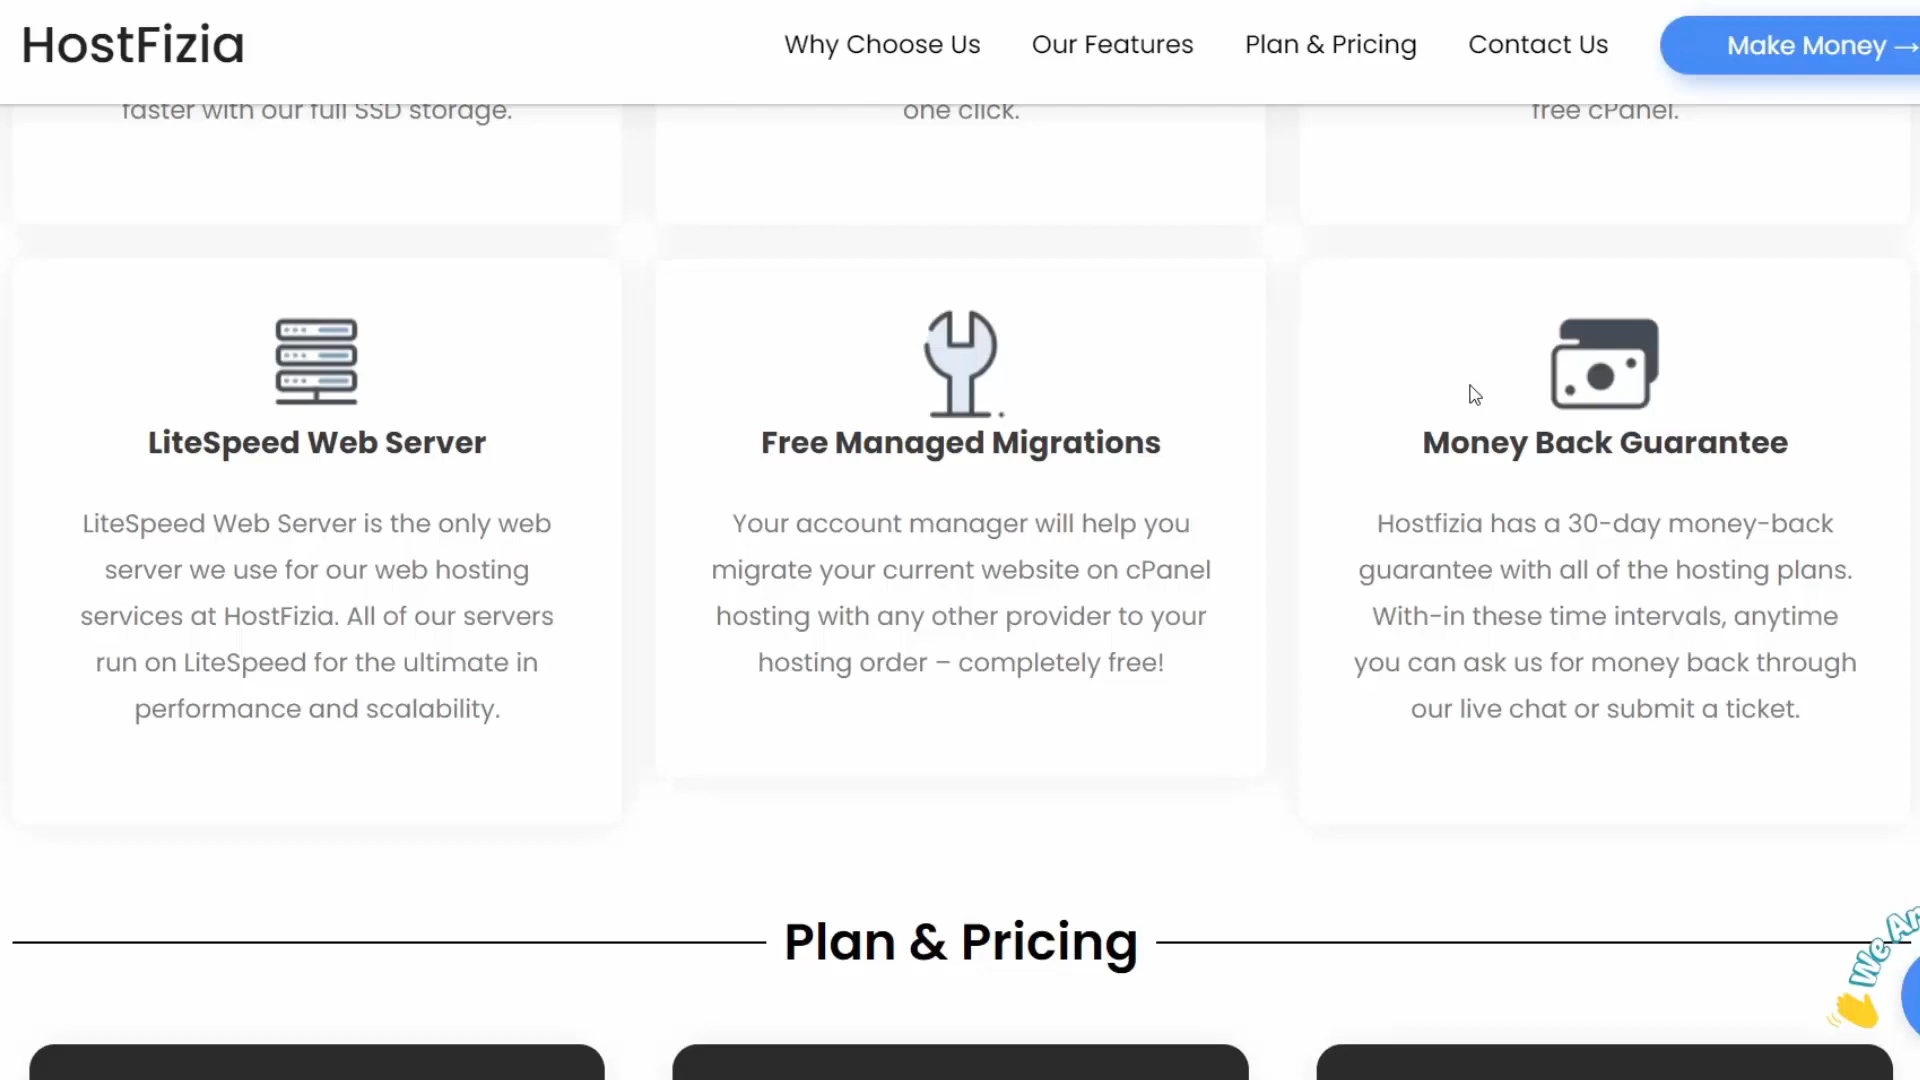 HostFizia
Why Choose Us
Our Features
Plan & Pricing
Contact Us
Make Money →
faster with our full SSD storage.
one click.
free cPanel.
LiteSpeed Web Server
LiteSpeed Web Server is the only web
server we use for our web hosting
services at HostFizia. All of our servers
run on LiteSpeed for the ultimate in
performance and scalability.
Free Managed Migrations
Your account manager will help you
migrate your current website on cPanel
hosting with any other provider to your
hosting order – completely free!
Money Back Guarantee
Hostfizia has a 30-day money-back
guarantee with all of the hosting plans.
With-in these time intervals, anytime
you can ask us for money back through
our live chat or submit a ticket.
Plan & Pricing
We